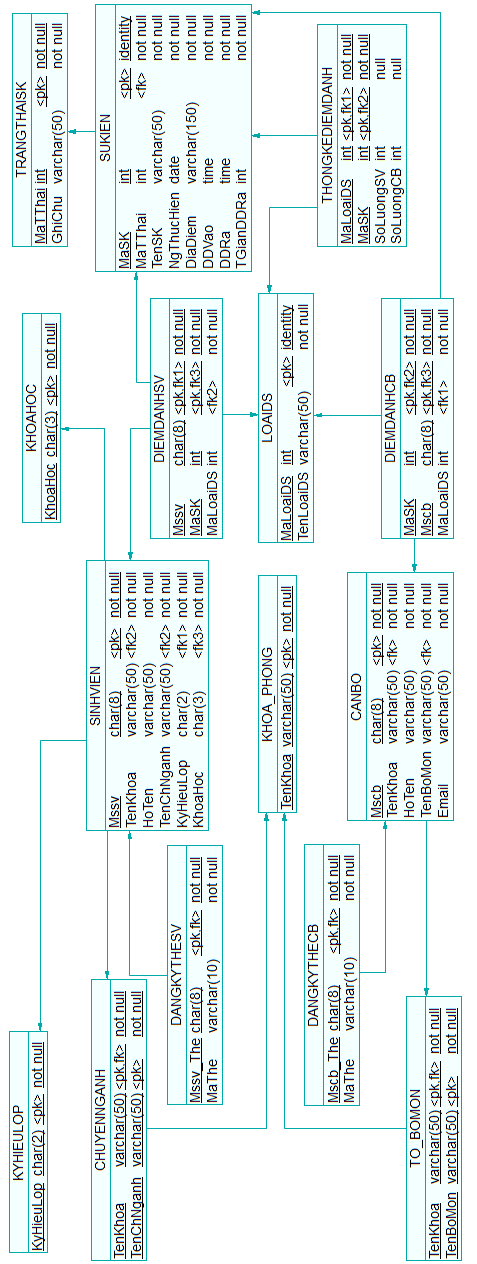 TRANGTHAISK
MaTThai int <pk> not null
GhiChu varchar(50) not null
SUKIEN
MaSK int <pk> identity
MaTThai int <fk> not null
TenSK varchar(50) not null
NgThucHien date not null
DiaDiem varchar(150) not null
DDVao time not null
DDRa time not null
TGianDDRa int not null
THONGKEDIEMDANH
MaLoaiDS int <pk.fk1> not null
MaSK int <pk.fk2> not null
SoLuongSV int null
SoLuongCB int null
KHOAHOC
KhoaHoc char(3) <pk> not null
DIEMDANHSV
Mssv char(8) <pk.fk1> not null
MaSK int <pk.fk3> not null
MaLoaiDS int <fk2> not null
LOAIDS
MaLoaiDS int <pk> identity
TenLoaiDS varchar(50) not null
DIEMDANHCB
MaSK int <pk.fk2> not null
Mscb char(8) <pk.fk3> not null
MaLoaiDS int <fk1> not null
SINHVIEN
Mssv char(8) <pk> not null
TenKhoa varchar(50) <fk2> not null
HoTen varchar(50) not null
TenChNganh varchar(50) <fk2> not null
KyHieuLop char(2) <fk1> not null
KhoaHoc char(3) <fk3> not null
KHOA_PHONG
TenKhoa varchar(50) <pk> not null
CANBO
Mscb char(8) <pk> not null
TenKhoa varchar(50) <fk> not null
HoTen varchar(50) not null
TenBoMon varchar(50) <fk> not null
Email varchar(50) not null
KYHIEULOP
KyHieuLop char(2) <pk> not null
CHUYENNGANH
TenKhoa varchar(50) <pk.fk> not null
TenChNganh varchar(50) <pk> not null
DANGKYTHESV
Mssv_The char(8) <pk.fk> not null
MaThe varchar(10) not null
DANGKYTHECB
Mscb_The char(8) <pk.fk> not null
MaThe varchar(10) not null
TO_BOMON
TenKhoa varchar(50) <pk.fk> not null
TenBoMon varchar(50) <pk> not null